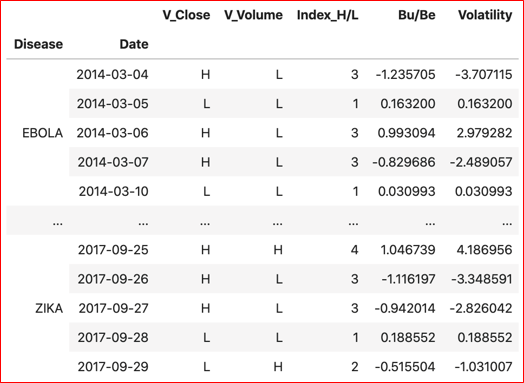 V_Close V_Volume Index_H/L Bu/Be Volatility
Disease Date
2014-03-04 H L 3 -1.235705 -3.707115
2014-03-05 L L 1 0.163200 0.163200
EBOLA 2014-03-06 H L 3 0.993094 2.979282
2014-03-07 H L 3 -0.829686 -2.489057
2014-03-10 L L 1 0.030993 0.030993
... ... ... ... ... ... ...
2017-09-25 H H 4 1.046739 4.186956
2017-09-26 H L 3 -1.116197 -3.348591
ZIKA 2017-09-27 H L 3 -0.942014 -2.826042
2017-09-28 L L 1 0.188552 0.188552
2017-09-29 L H 2 -0.515504 -1.031007